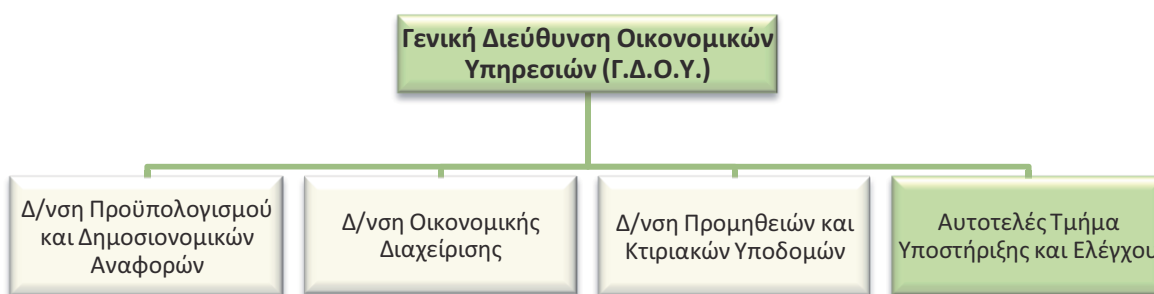 Γενική Διεύθυνση Οικονομικών
Υπηρεσιών (Γ.Δ.Ο.Υ.)
Δ/νση Προϋπολογισμού
και Δημοσιονομικών
Αναφορών
Δ/νση Οικονομικής
Διαχείρισης
Δ/νση Προμηθειών και
Κτιριακών Υποδομών
Αυτοτελές Τμήμα
Υποστήριξης και Ελέγχου